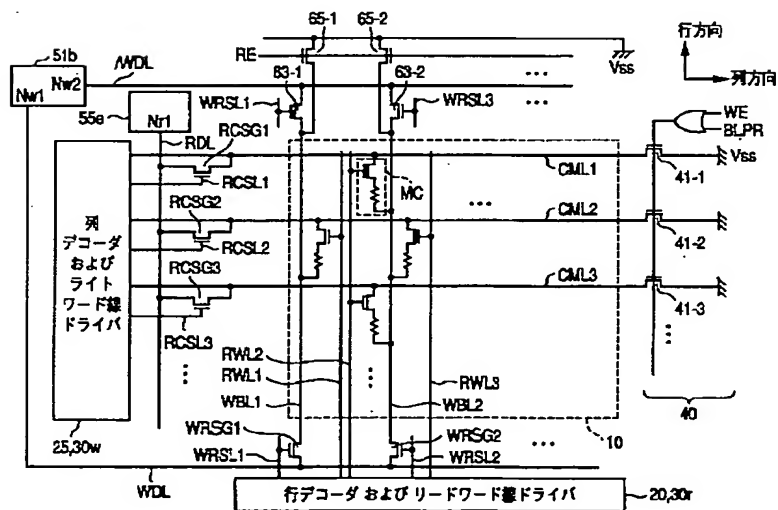 65-1
65-2
RE
Vss
行方向
列方向
51b
Nw1
Nw2
/WDL
63-1
63-2
WRSL1
WRSL3
WE
BLPR
55e
Nr1
RDL
RCSG1
RCSL1
CML1
Vss
41-1
MC
RCSG2
RCSL2
CML2
41-2
RCSG3
RCSL3
CML3
41-3
列
デコーダ
および
ライト
ワード線
ドライバ
RWL2
RWL1
WBL1
WBL2
RWL3
40
10
25,30w
WRSG1
WRSL1
WRSG2
WRSL2
WDL
行デコーダ および リードワード線ドライバ
20,30r